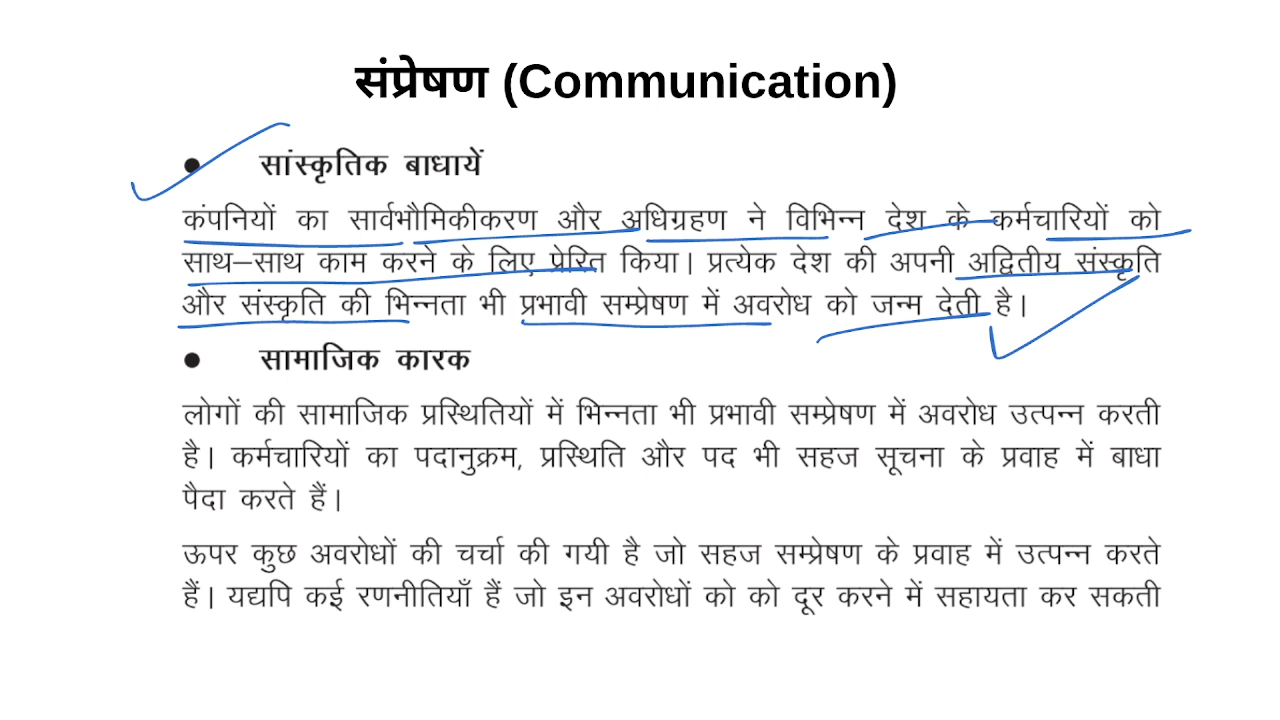 संप्रेषण (Communication)
● सांस्कृतिक बाधायें
कंपनियों का सार्वभौमिकीकरण और अधिग्रहण ने विभिन्न देश के कर्मचारियों को
साथ–साथ काम करने के लिए प्रेरित किया। प्रत्येक देश की अपनी अद्वितीय संस्कृति
और संस्कृति की भिन्नता भी प्रभावी सम्प्रेषण में अवरोध को जन्म देती है।
● सामाजिक कारक
लोगों की सामाजिक प्रस्थितियों में भिन्नता भी प्रभावी सम्प्रेषण में अवरोध उत्पन्न करती
है। कर्मचारियों का पदानुक्रम, प्रस्थिति और पद भी सहज सूचना के प्रवाह में बाधा
पैदा करते हैं।
ऊपर कुछ अवरोधों की चर्चा की गयी है जो सहज सम्प्रेषण के प्रवाह में उत्पन्न करते
हैं। यद्यपि कई रणनीतियाँ हैं जो इन अवरोधों को को दूर करने में सहायता कर सकती